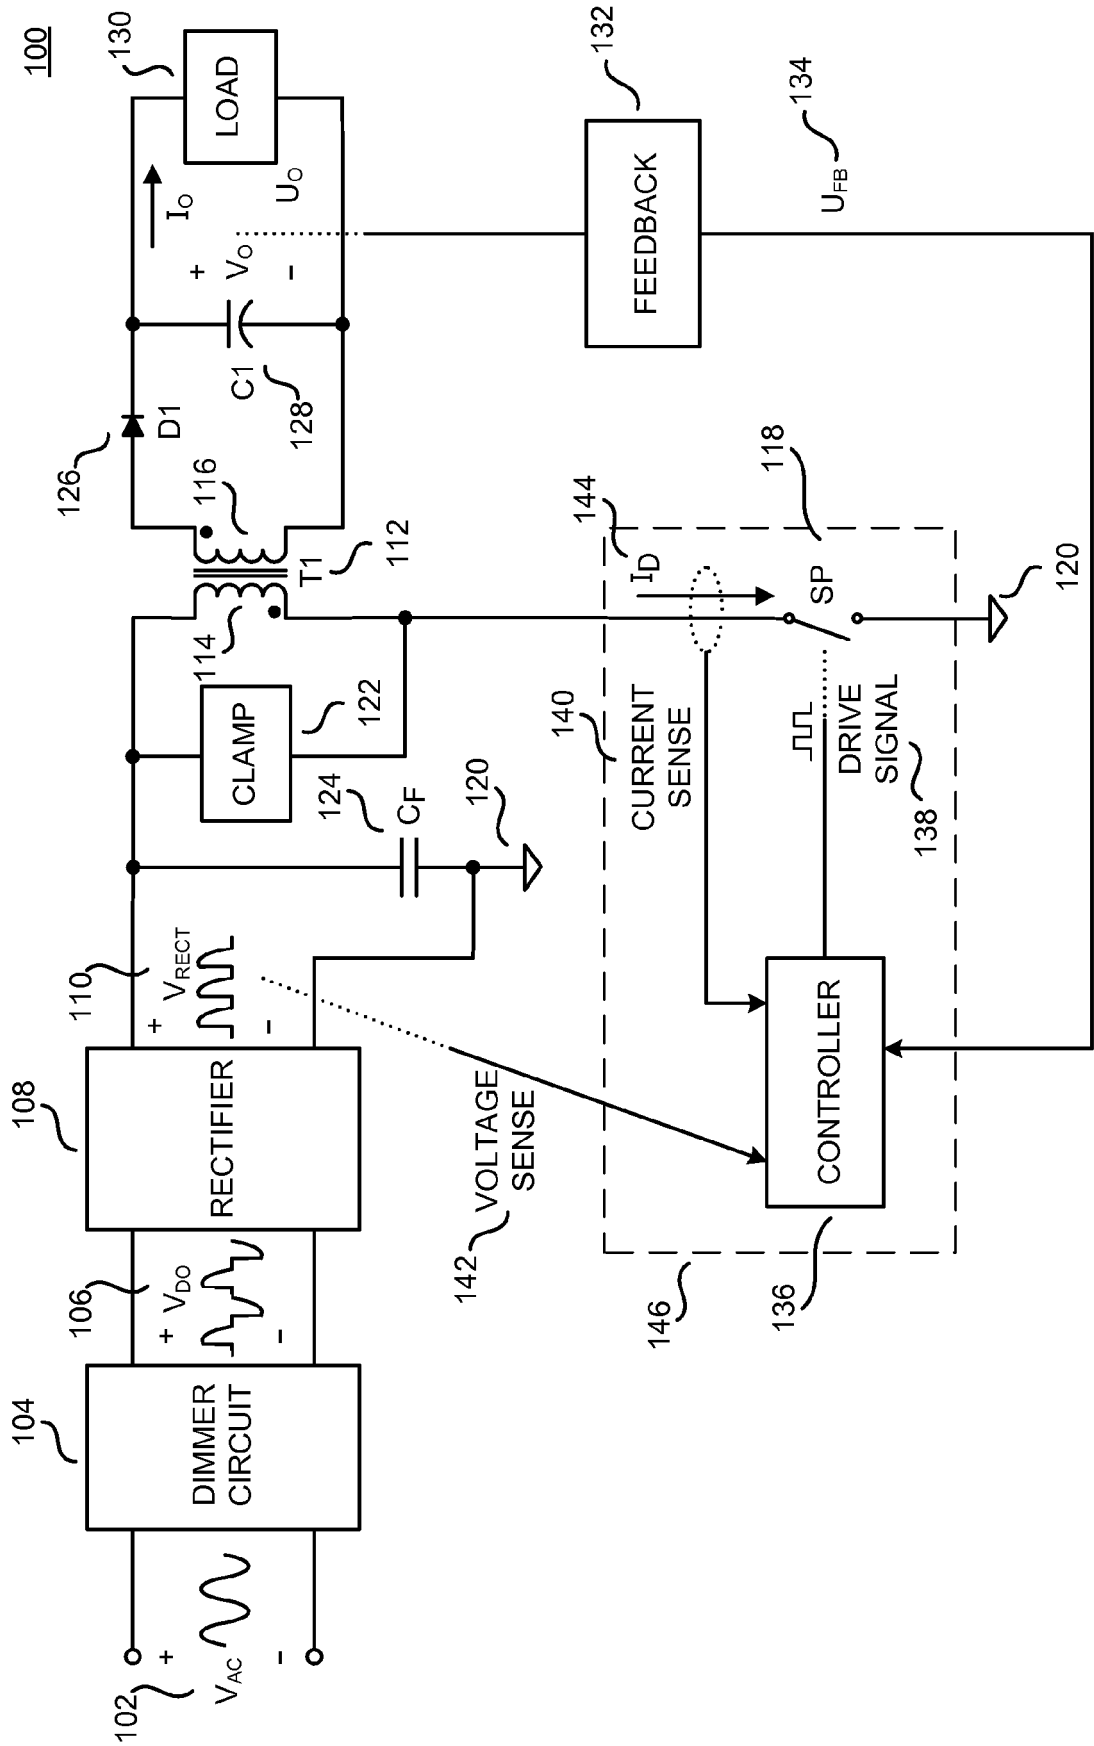 100
102
VAC
+
-
104
DIMMER
CIRCUIT
106
+
VDO
-
108
RECTIFIER
110
+
VRECT
-
124
CF
120
CLAMP
122
114
116
T1
112
126
D1
C1
128
+
VO
-
IO
UO
130
LOAD
132
FEEDBACK
134
UFB
142
VOLTAGE
SENSE
140
CURRENT
SENSE
144
ID
118
SP
120
DRIVE
SIGNAL
138
CONTROLLER
136
146